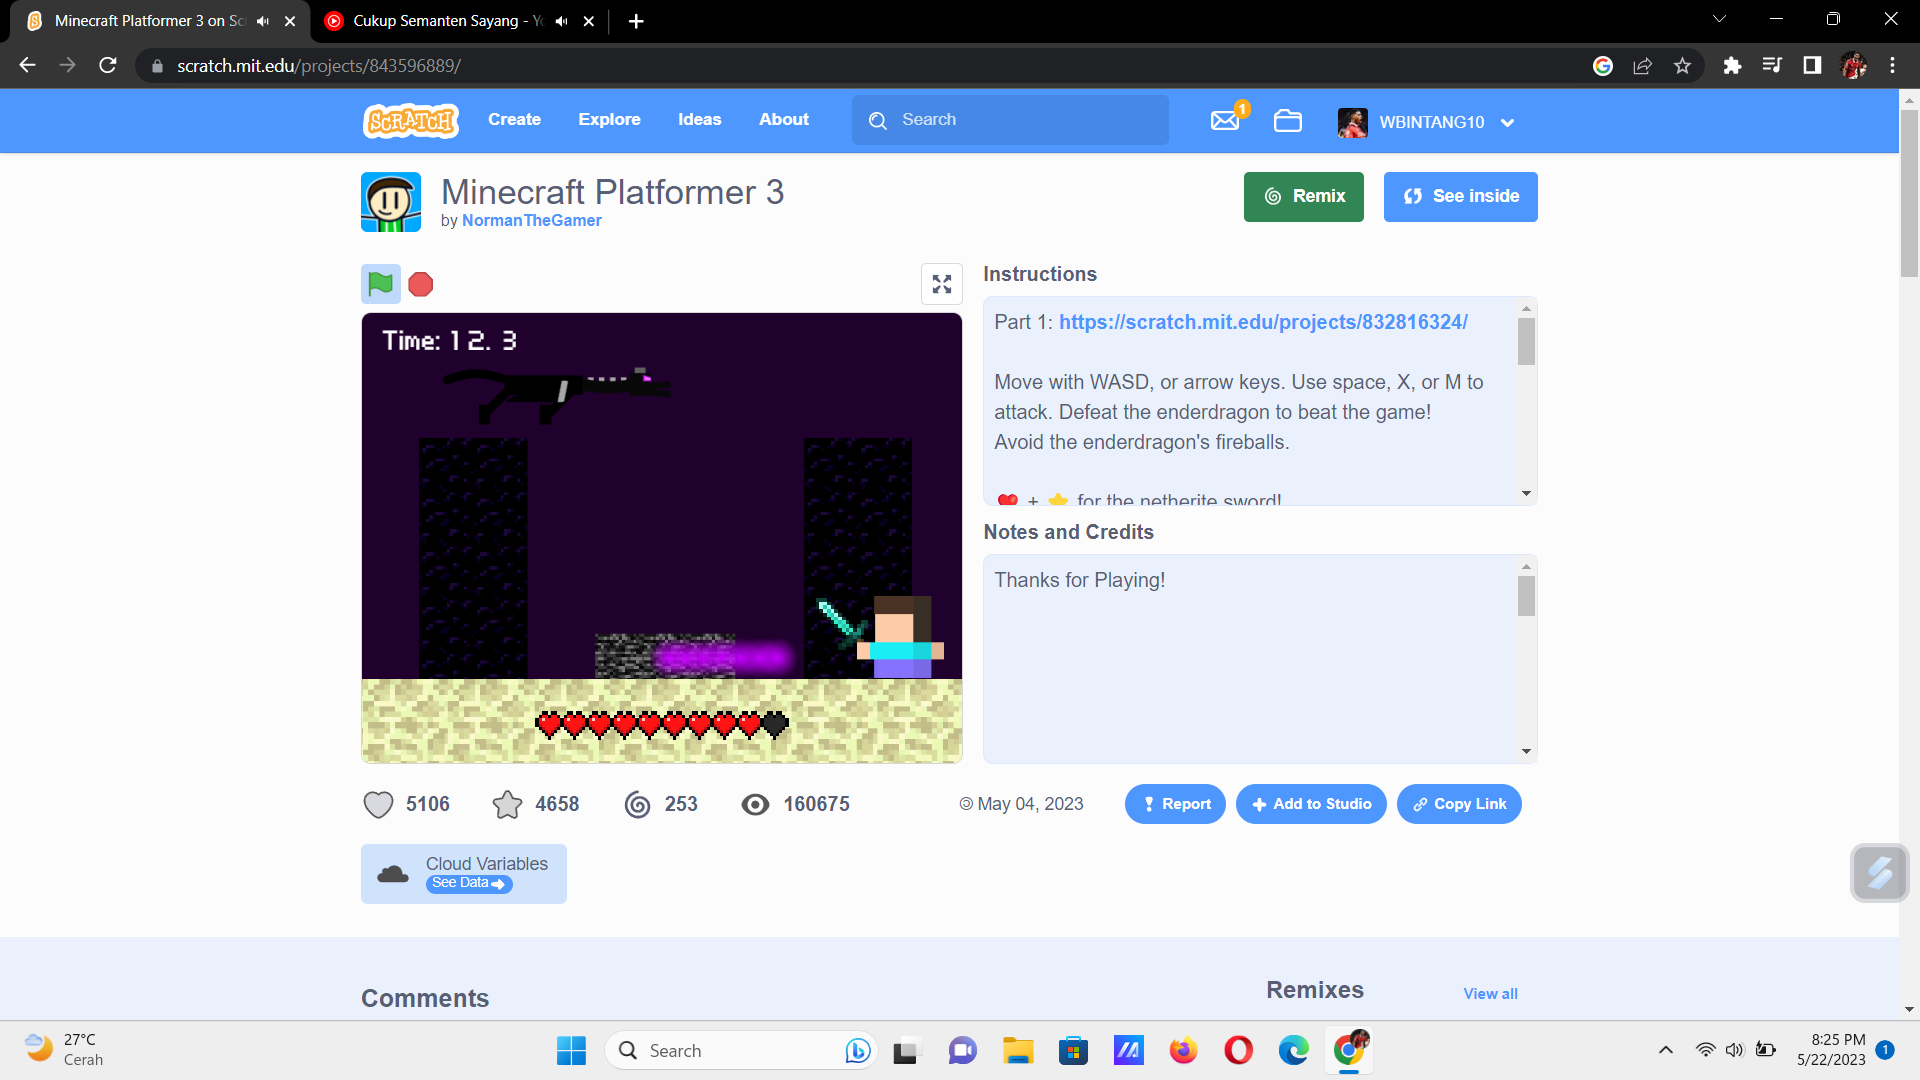 Minecraft Platformer 3 on Sc
Cukup Semanten Sayang - Yo
scratch.mit.edu/projects/843596889/
SCRATCH
Create
Explore
Ideas
About
Search
1
WBINTANG10
Minecraft Platformer 3
by NormanTheGamer
Remix
See inside
Time: 12. 3
Instructions
Part 1: https://scratch.mit.edu/projects/832816324/
Move with WASD, or arrow keys. Use space, X, or M to
attack. Defeat the enderdragon to beat the game!
Avoid the enderdragon's fireballs.
❤️ + ⭐ for the netherite sword!
Notes and Credits
Thanks for Playing!
5106
4658
253
160675
© May 04, 2023
Report
Add to Studio
Copy Link
Cloud Variables
See Data
Comments
Remixes
View all
27°C
Cerah
Search
8:25 PM
5/22/2023
1